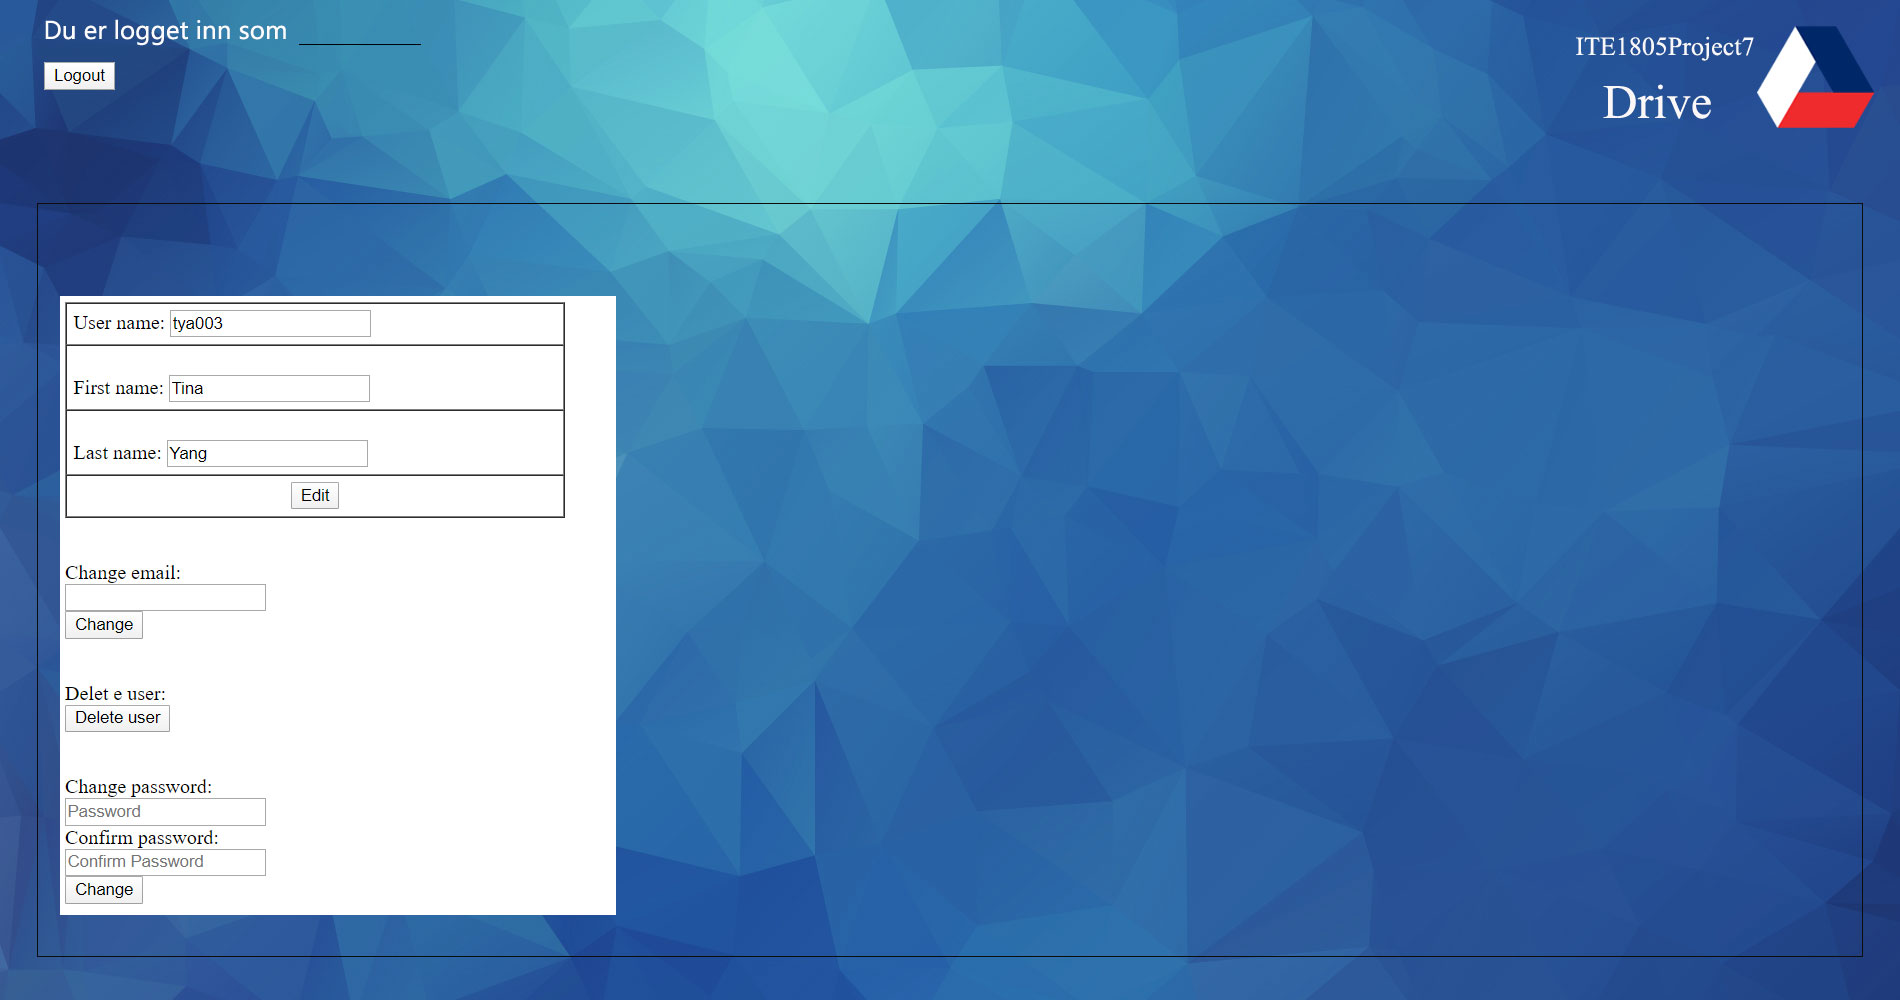 Du er logget inn som __________
Logout
ITE1805Project7
Drive
User name: tya003
First name: Tina
Last name: Yang
Edit
Change email:
Change
Delet e user:
Delete user
Change password:
Password
Confirm password:
Confirm Password
Change